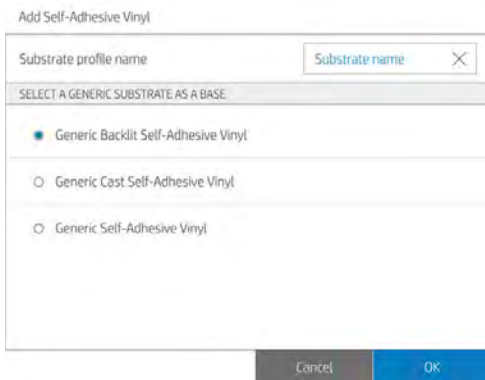 Add Self-Adhesive Vinyl
Substrate profile name Substrate name
SELECT A GENERIC SUBSTRATE AS A BASE
Generic Backlit Self-Adhesive Vinyl
Generic Cast Self-Adhesive Vinyl
Generic Self-Adhesive Vinyl
Cancel OK